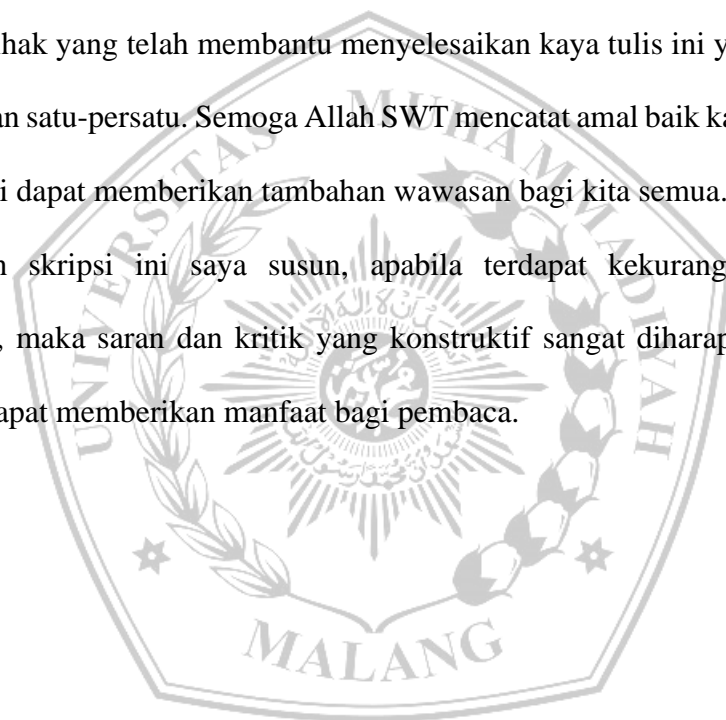 hak yang telah membantu menyelesaikan kaya tulis ini y
an satu-persatu. Semoga Allah SWT mencatat amal baik ka
i dapat memberikan tambahan wawasan bagi kita semua.
skripsi ini saya susun, apabila terdapat kekurang
, maka saran dan kritik yang konstruktif sangat diharap
apat memberikan manfaat bagi pembaca.
UNIVERSITAS MUHAMMADIYAH
MALANG